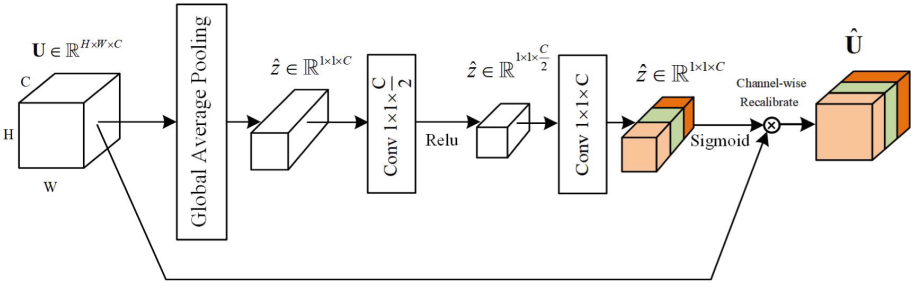 U ∈ ℝ^{H×W×C}
C
H
W
Global Average Pooling
ẑ ∈ ℝ^{1×1×C}
Conv 1×1×C/2
Relu
ẑ ∈ ℝ^{1×1×C/2}
Conv 1×1×C
ẑ ∈ ℝ^{1×1×C}
Sigmoid
Channel-wise
Recalibrate
Û